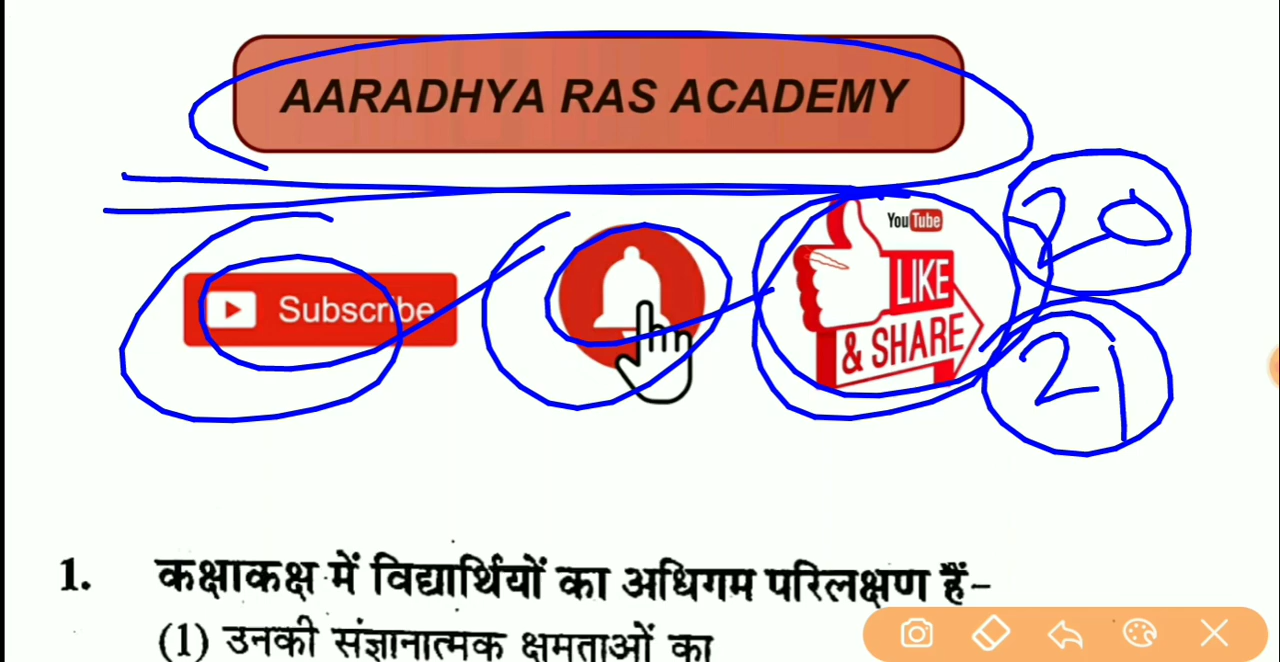 AARADHYA RAS ACADEMY
Subscribe
YouTube
LIKE
& SHARE
20
21
1. कक्षाकक्ष में विद्यार्थियों का अधिगम परिलक्षण हैं-
(1) उनकी संज्ञानात्मक क्षमताओं का